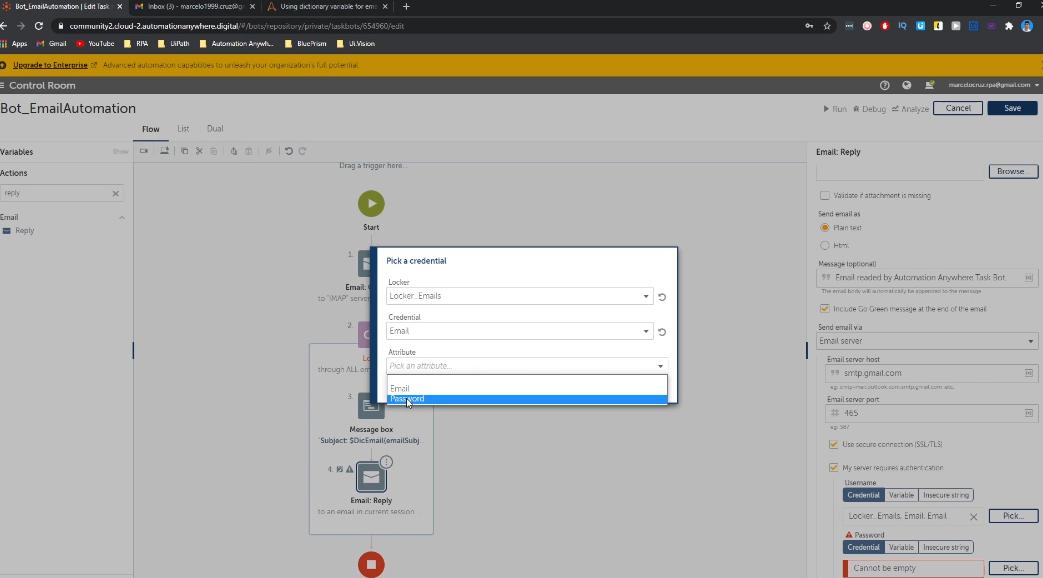 Bot_EmailAutomation | Edit Task
Inbox (3) - marcelo1999.cruz@g
Using dictionary variable for em
community2.cloud-2.automationanywhere.digital/#/bots/repository/private/taskbots/654960/edit
Apps
Gmail
YouTube
RPA
UiPath
Automation Anywh...
BluePrism
Ui.Vision
Upgrade to Enterprise
Advanced automation capabilities to unleash your organization's full potential.
Control Room
marcelocruz.rpa@gmail.com
Bot_EmailAutomation
Run
Debug
Analyze
Cancel
Save
Flow
List
Dual
Variables
Show
Actions
reply
Email
Reply
Drag a trigger here...
Start
1.
Email:
to "IMAP" server
2.
Lo
through ALL em
3.
Message box
"Subject: $DicEmail{emailSubj...
4.
Email: Reply
to an email in current session
Pick a credential
Locker
Locker_Emails
Credential
Email
Attribute
Pick an attribute...
Email
Password
Email: Reply
Browse...
Validate if attachment is missing
Send email as
Plain text
Html
Message (optional)
Email readed by Automation Anywhere Task Bot.
The email body will automatically be appended to the message
Include Go Green message at the end of the email
Send email via
Email server
Email server host
smtp.gmail.com
eg: smtp-mail.outlook.com,smtp.gmail.com etc.
Email server port
465
eg: 587
Use secure connection (SSL/TLS)
My server requires authentication
Username
Credential
Variable
Insecure string
Locker_Emails, Email, Email
Pick...
Password
Credential
Variable
Insecure string
Cannot be empty
Pick...